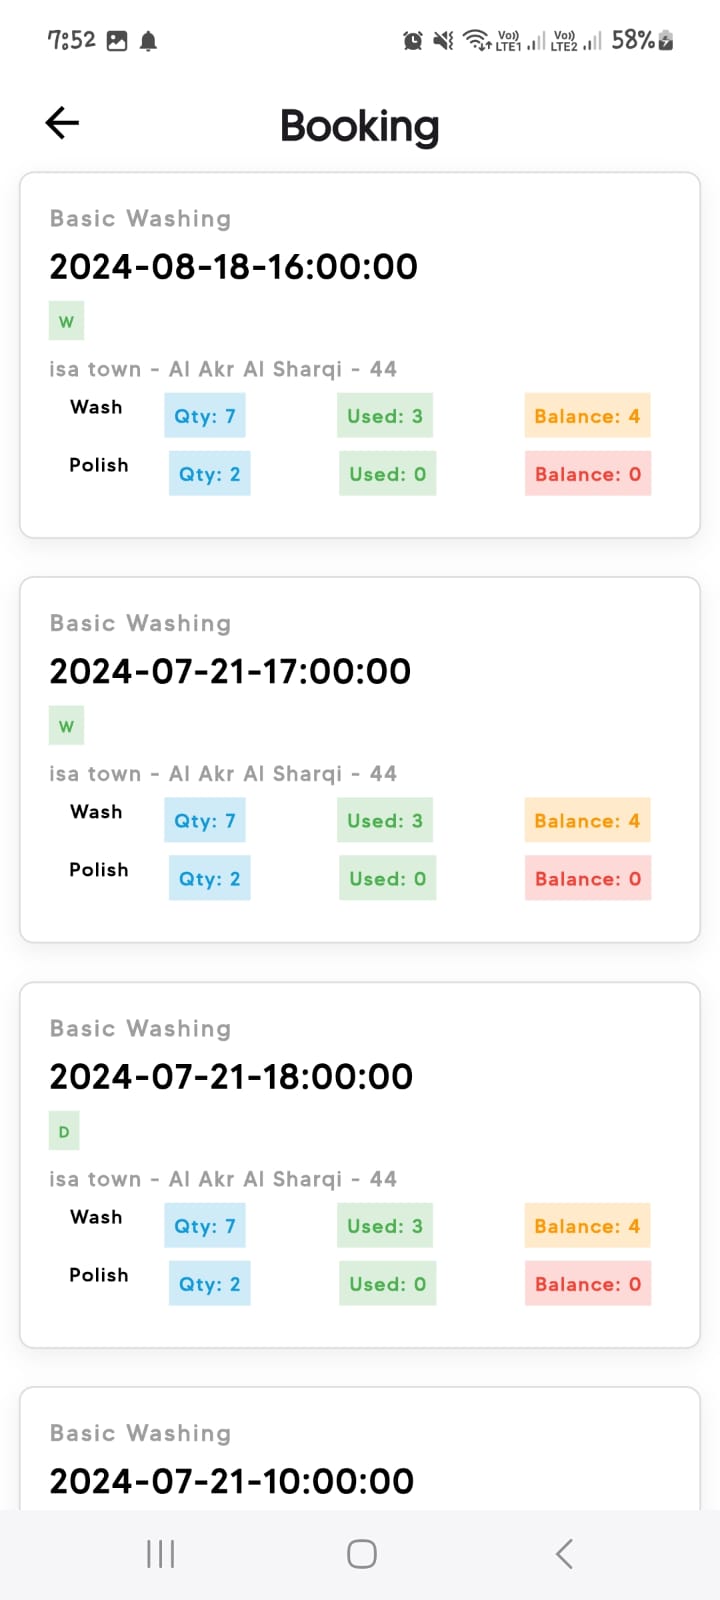 7:52
Vo)) LTE1 Vo)) LTE2 58%
Booking
Basic Washing
2024-08-18-16:00:00
W
isa town - Al Akr Al Sharqi - 44
Wash Qty: 7 Used: 3 Balance: 4
Polish Qty: 2 Used: 0 Balance: 0
Basic Washing
2024-07-21-17:00:00
W
isa town - Al Akr Al Sharqi - 44
Wash Qty: 7 Used: 3 Balance: 4
Polish Qty: 2 Used: 0 Balance: 0
Basic Washing
2024-07-21-18:00:00
D
isa town - Al Akr Al Sharqi - 44
Wash Qty: 7 Used: 3 Balance: 4
Polish Qty: 2 Used: 0 Balance: 0
Basic Washing
2024-07-21-10:00:00